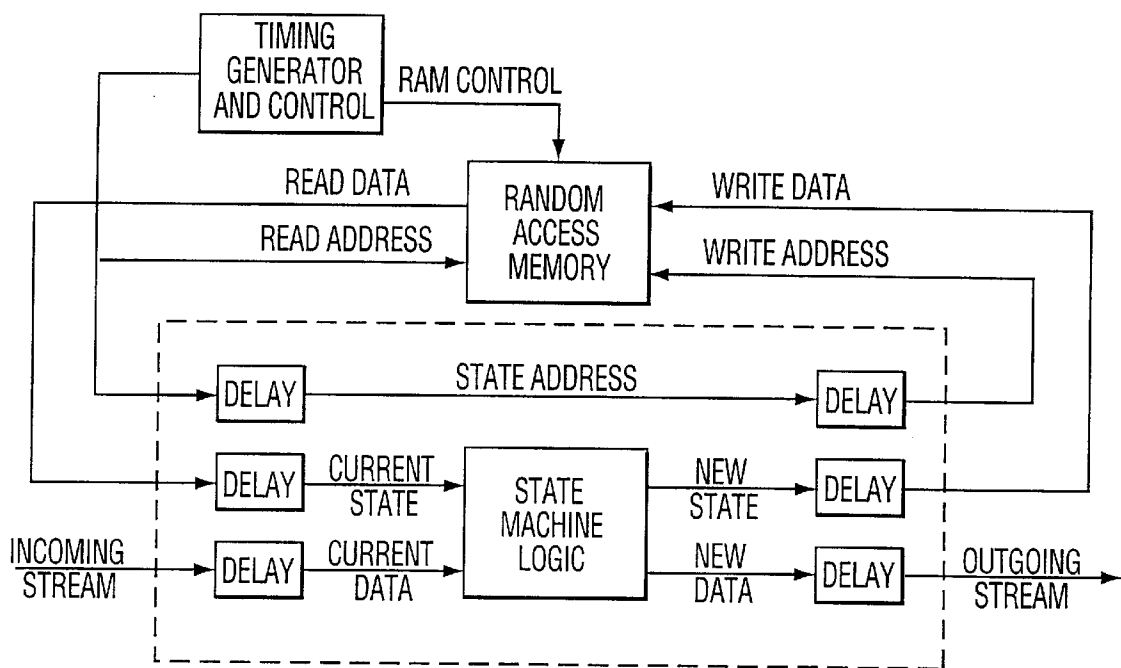 TIMING
GENERATOR
AND CONTROL
RAM CONTROL
READ DATA
RANDOM
ACCESS
MEMORY
WRITE DATA
READ ADDRESS
WRITE ADDRESS
DELAY
STATE ADDRESS
DELAY
DELAY
CURRENT
STATE
STATE
MACHINE
LOGIC
NEW
STATE
DELAY
INCOMING
STREAM
DELAY
CURRENT
DATA
NEW
DATA
DELAY
OUTGOING
STREAM